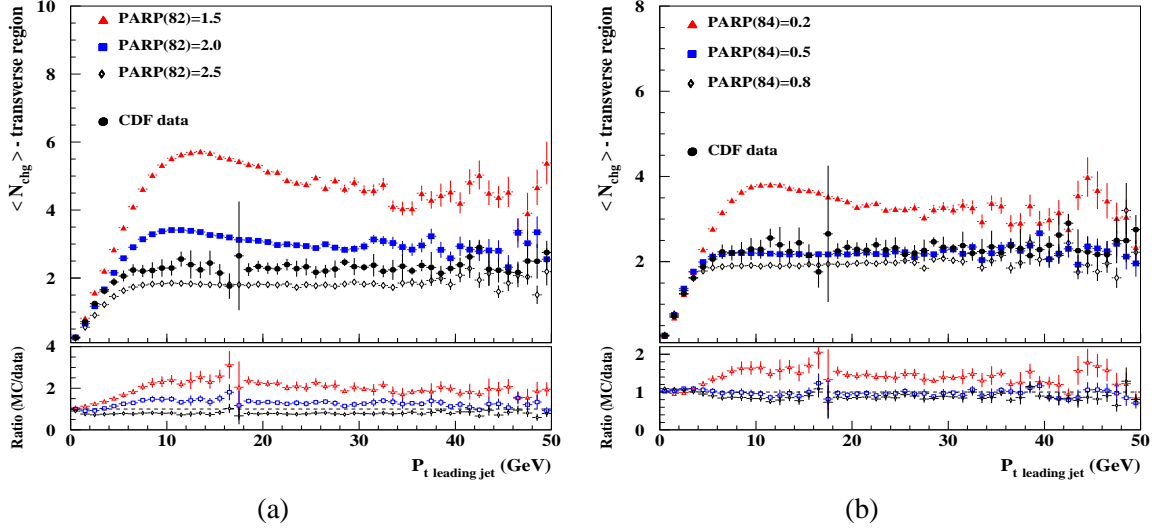 < N_chg > - transverse region
10
8
6
4
2
PARP(82)=1.5
PARP(82)=2.0
PARP(82)=2.5
CDF data
Ratio (MC/data)
4
2
0
0 10 20 30 40 50
P_t leading jet (GeV)
(a)
< N_chg > - transverse region
8
6
4
2
PARP(84)=0.2
PARP(84)=0.5
PARP(84)=0.8
CDF data
Ratio (MC/data)
2
1
0
0 10 20 30 40 50
P_t leading jet (GeV)
(b)